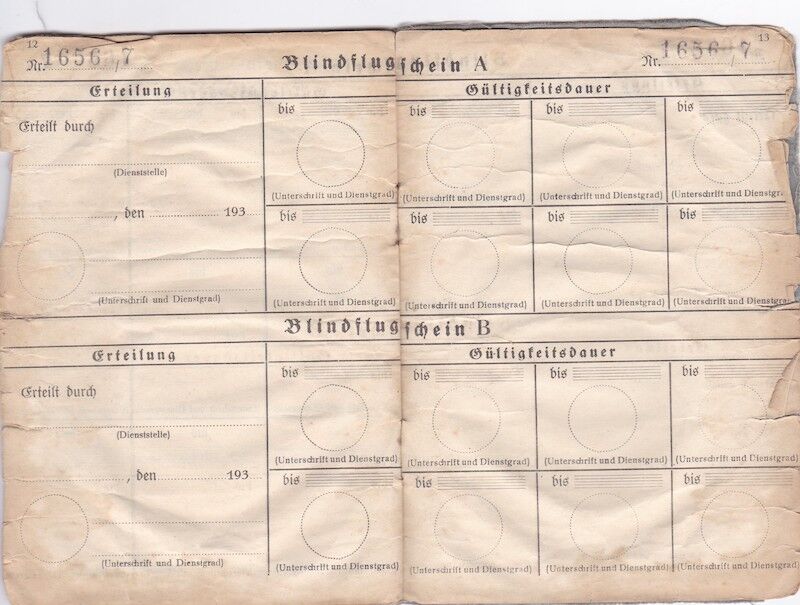 12
13
Nr. 1656/7
Blindflugschein A
Nr. 1656/7
Erteilung
Gültigkeitsdauer
Erteilt durch
bis
bis
bis
bis
(Dienststelle)
(Unterschrift und Dienstgrad)
(Unterschrift und Dienstgrad)
(Unterschrift und Dienstgrad)
(Unterschrift und Dienstgrad)
, den 193
bis
bis
bis
bis
(Unterschrift und Dienstgrad)
(Unterschrift und Dienstgrad)
(Unterschrift und Dienstgrad)
(Unterschrift und Dienstgrad)
(Unterschrift und Dienstgrad)
Blindflugschein B
Erteilung
Gültigkeitsdauer
Erteilt durch
bis
bis
bis
bis
(Dienststelle)
(Unterschrift und Dienstgrad)
(Unterschrift und Dienstgrad)
(Unterschrift und Dienstgrad)
(Unterschrift und Dienstgrad)
, den 193
bis
bis
bis
bis
(Unterschrift und Dienstgrad)
(Unterschrift und Dienstgrad)
(Unterschrift und Dienstgrad)
(Unterschrift und Dienstgrad)
(Unterschrift und Dienstgrad)